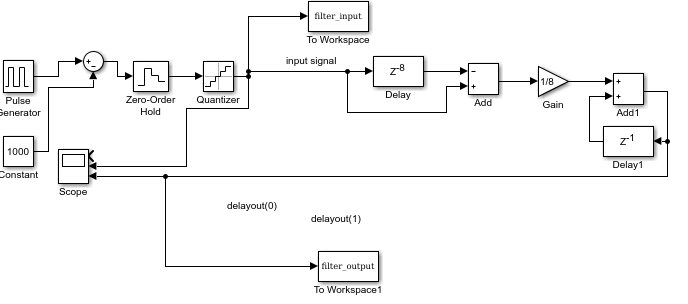 filter_input
To Workspace
input signal
Pulse
Generator
+
-
Zero-Order
Hold
Quantizer
Z-8
Delay
-
+
Add
1/8
Gain
+
+
Add1
Z-1
Delay1
1000
Constant
Scope
delayout(0)
delayout(1)
filter_output
To Workspace1